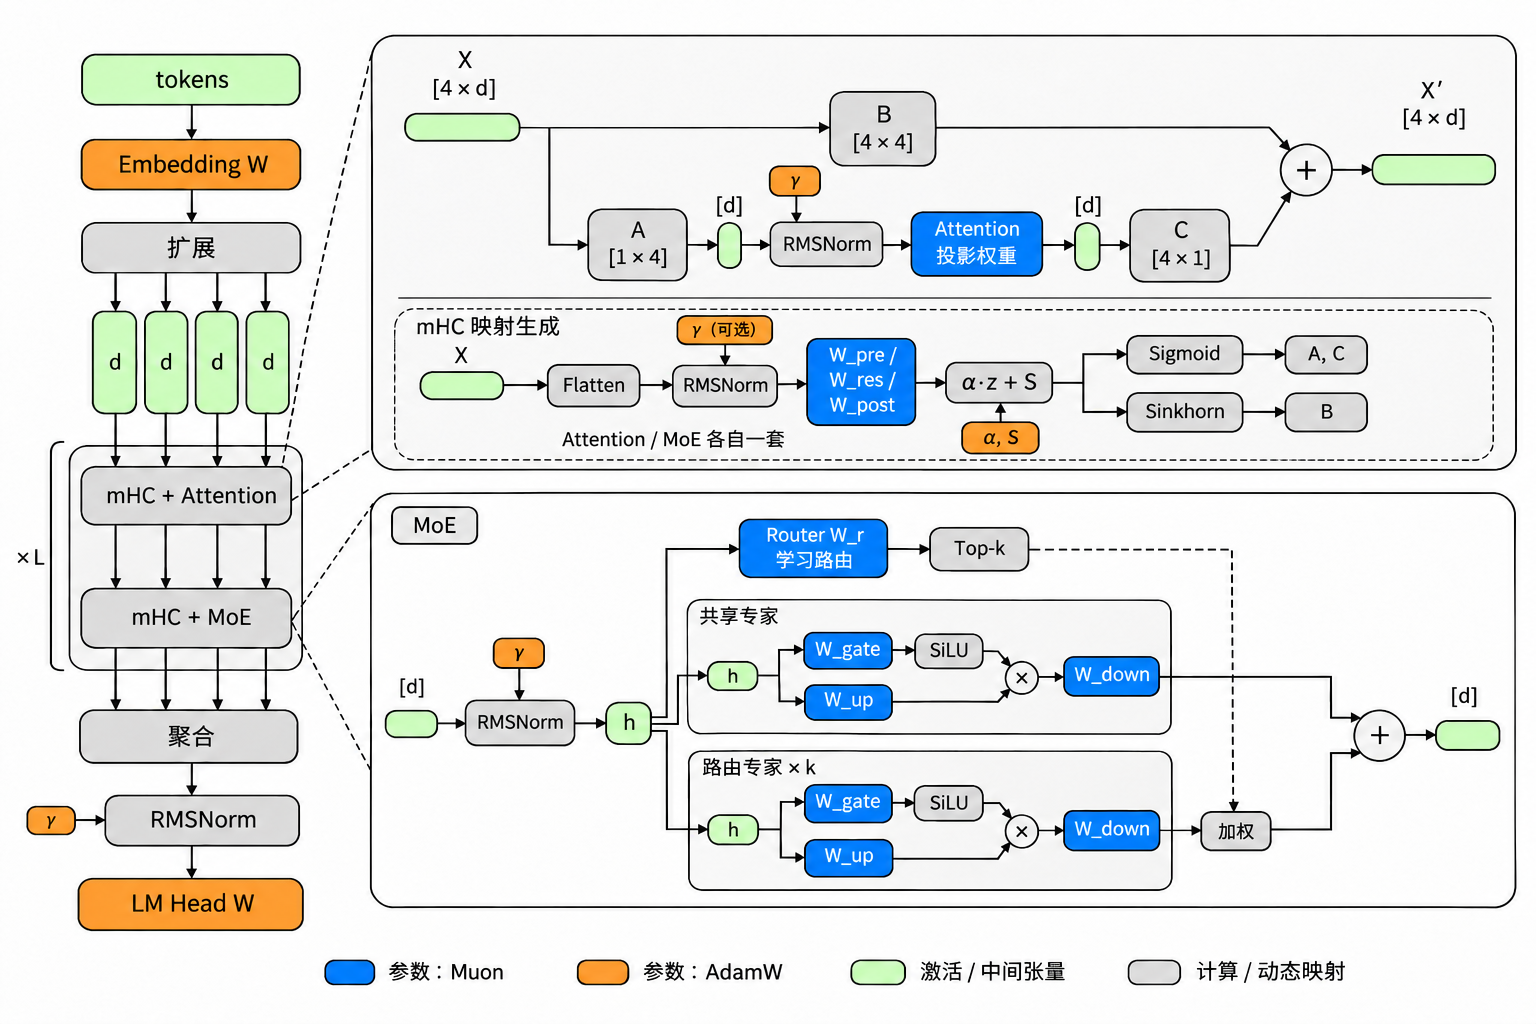 tokens
Embedding W
扩展
d
d
d
d
×L
mHC + Attention
mHC + MoE
聚合
γ
RMSNorm
LM Head W
X
[4 × d]
B
[4 × 4]
X′
[4 × d]
+
γ
A
[1 × 4]
[d]
RMSNorm
Attention
投影权重
[d]
C
[4 × 1]
mHC 映射生成
X
γ（可选）
Flatten
RMSNorm
W_pre /
W_res /
W_post
α·z + S
α, S
Sigmoid
A, C
Sinkhorn
B
Attention / MoE 各自一套
MoE
Router W_r
学习路由
Top-k
[d]
γ
RMSNorm
h
共享专家
h
W_gate
SiLU
W_up
×
W_down
路由专家 × k
h
W_gate
SiLU
W_up
×
W_down
加权
+
[d]
参数：Muon
参数：AdamW
激活 / 中间张量
计算 / 动态映射